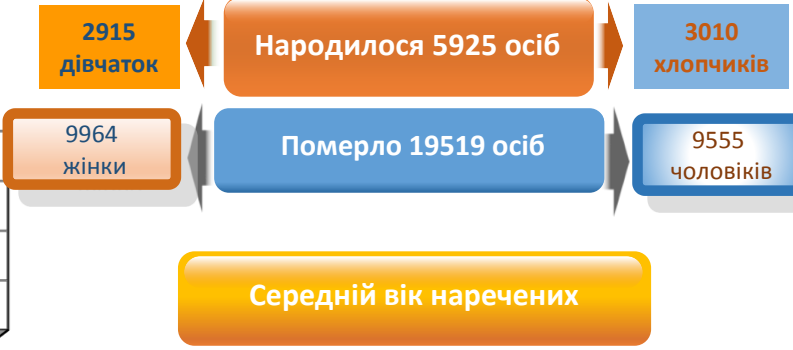 2915
дівчаток
Народилося 5925 осіб
3010
хлопчиків
9964
жінки
Померло 19519 осіб
9555
чоловіків
Середній вік наречених